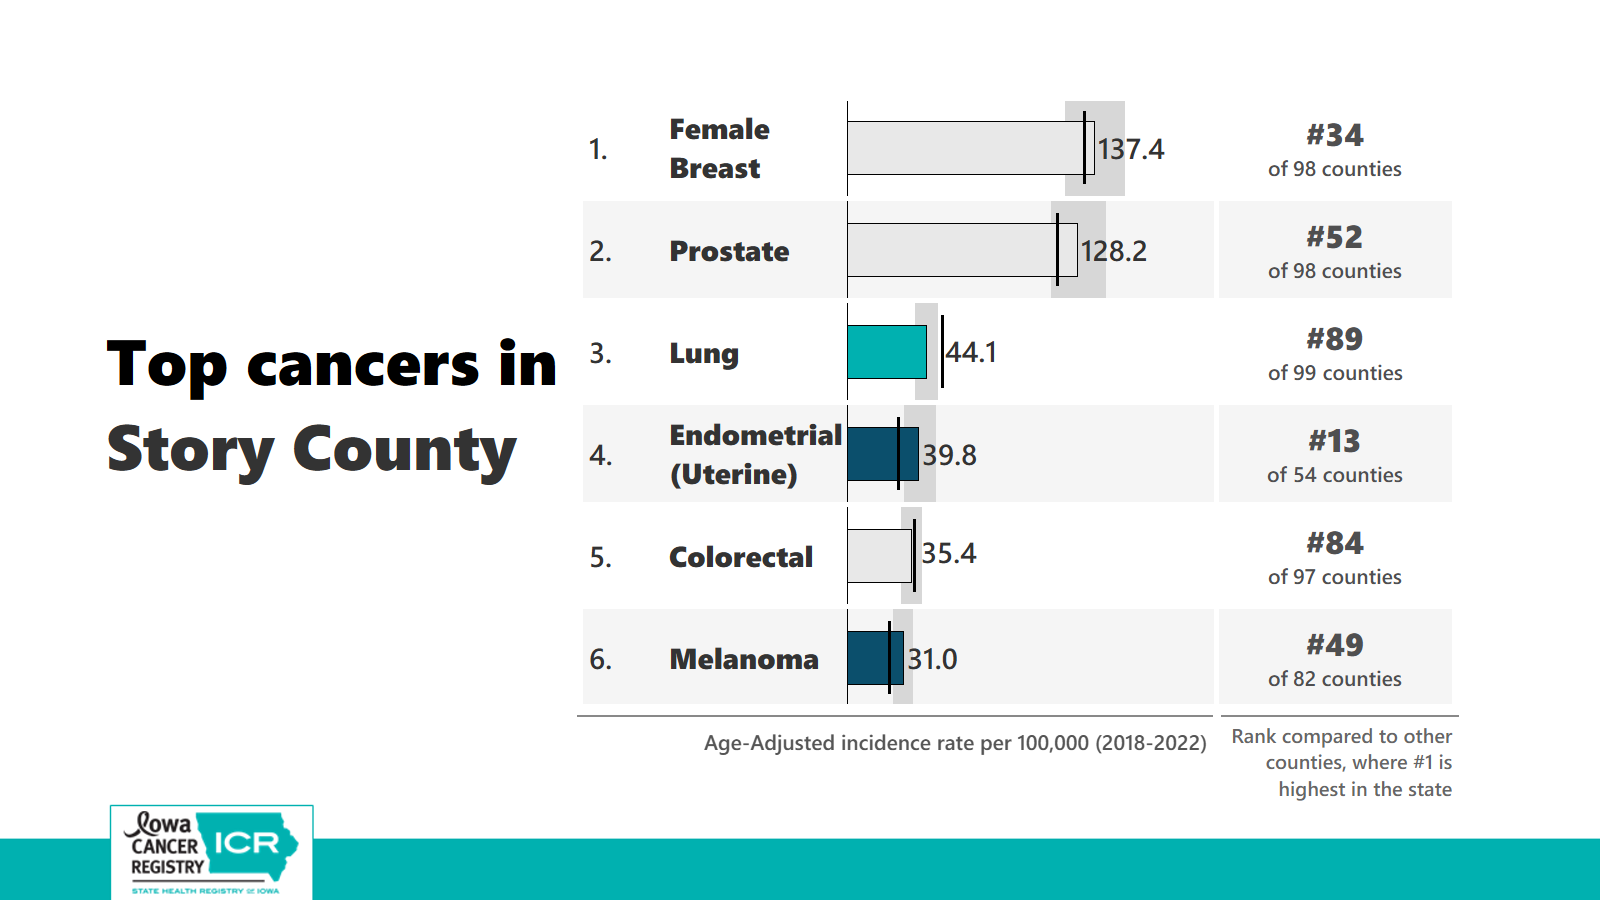 Top cancers in
Story County
1.
Female
Breast
137.4
#34
of 98 counties
2.
Prostate
128.2
#52
of 98 counties
3.
Lung
44.1
#89
of 99 counties
4.
Endometrial
(Uterine)
39.8
#13
of 54 counties
5.
Colorectal
35.4
#84
of 97 counties
6.
Melanoma
31.0
#49
of 82 counties
Age-Adjusted incidence rate per 100,000 (2018-2022)
Rank compared to other
counties, where #1 is
highest in the state
Iowa
CANCER
REGISTRY
ICR
STATE HEALTH REGISTRY OF IOWA